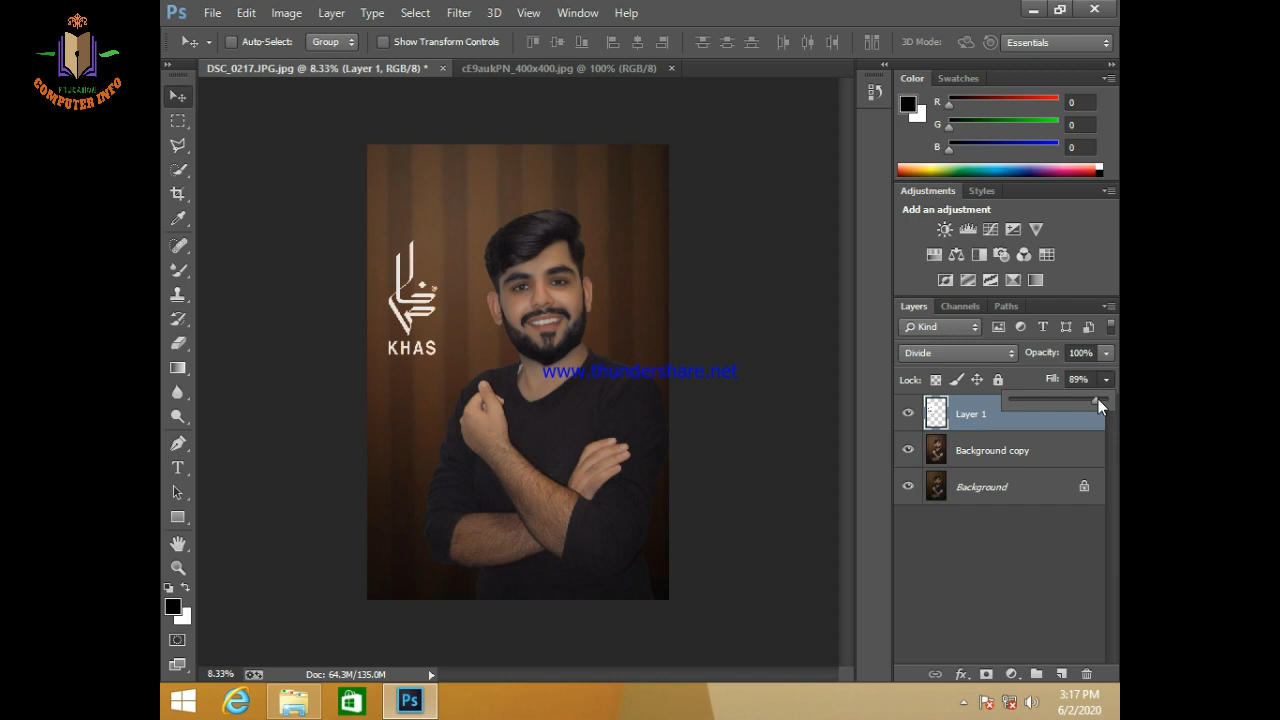 EDUCATION
COMPUTER INFO
Ps File Edit Image Layer Type Select Filter 3D View Window Help
Auto-Select: Group Show Transform Controls 3D Mode: Essentials
DSC_0217.JPG.jpg @ 8.33% (Layer 1, RGB/8) * × cE9aukPN_400x400.jpg @ 100% (RGB/8) ×
Color Swatches
R 0
G 0
B 0
Adjustments Styles
Add an adjustment
Layers Channels Paths
Kind
Divide Opacity: 100%
Lock: Fill: 89%
Layer 1
Background copy
Background
KHAS
www.thundershare.net
8.33% Doc: 64.3M/135.0M
Ps
3:17 PM
6/2/2020